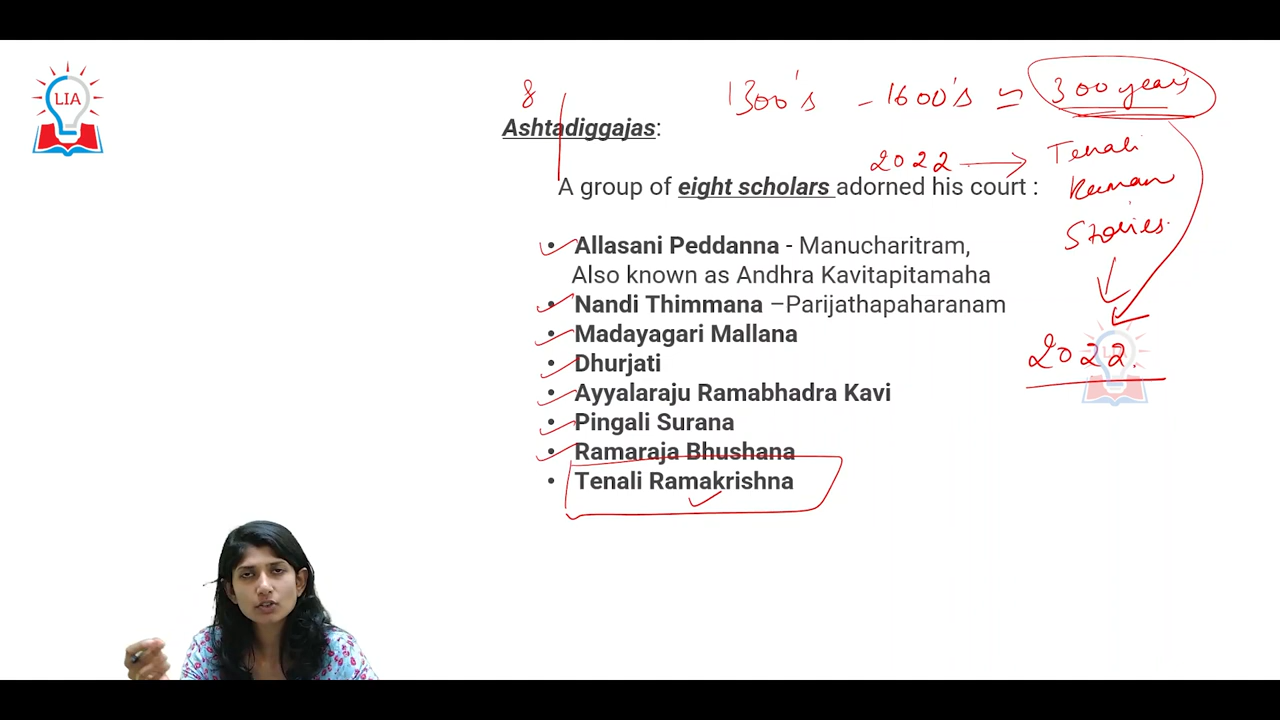 LIA
8
1300's - 1600's = 300 years
Ashtadiggajas:
2022 → Tenali
Raman
Stories.
A group of eight scholars adorned his court :
• Allasani Peddanna - Manucharitram,
Also known as Andhra Kavitapitamaha
• Nandi Thimmana –Parijathapaharanam
• Madayagari Mallana
• Dhurjati
2022.
• Ayyalaraju Ramabhadra Kavi
• Pingali Surana
• Ramaraja Bhushana
• Tenali Ramakrishna